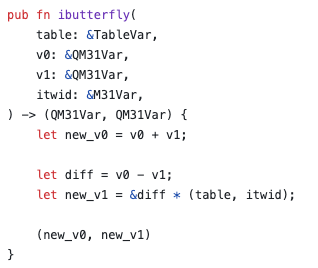 pub fn ibutterfly(
    table: &TableVar,
    v0: &QM31Var,
    v1: &QM31Var,
    itwid: &M31Var,
) -> (QM31Var, QM31Var) {
    let new_v0 = v0 + v1;

    let diff = v0 - v1;
    let new_v1 = &diff * (table, itwid);

    (new_v0, new_v1)
}